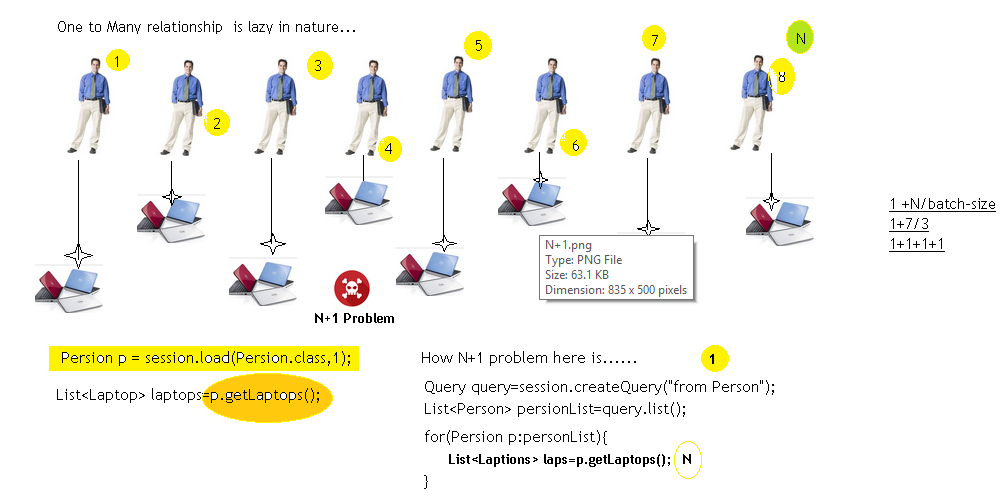 One to Many relationship is lazy in nature...
1
2
3
4
5
6
7
8
N
1 +N/batch-size
1+7/3
1+1+1+1
N+1.png
Type: PNG File
Size: 63.1 KB
Dimension: 835 x 500 pixels
N+1 Problem
Persion p = session.load(Persion.class,1);
List<Laptop> laptops=p.getLaptops();
How N+1 problem here is......
1
Query query=session.createQuery("from Person");
List<Person> persionList=query.list();
for(Persion p:personList){
List<Laptions> laps=p.getLaptops(); N
}